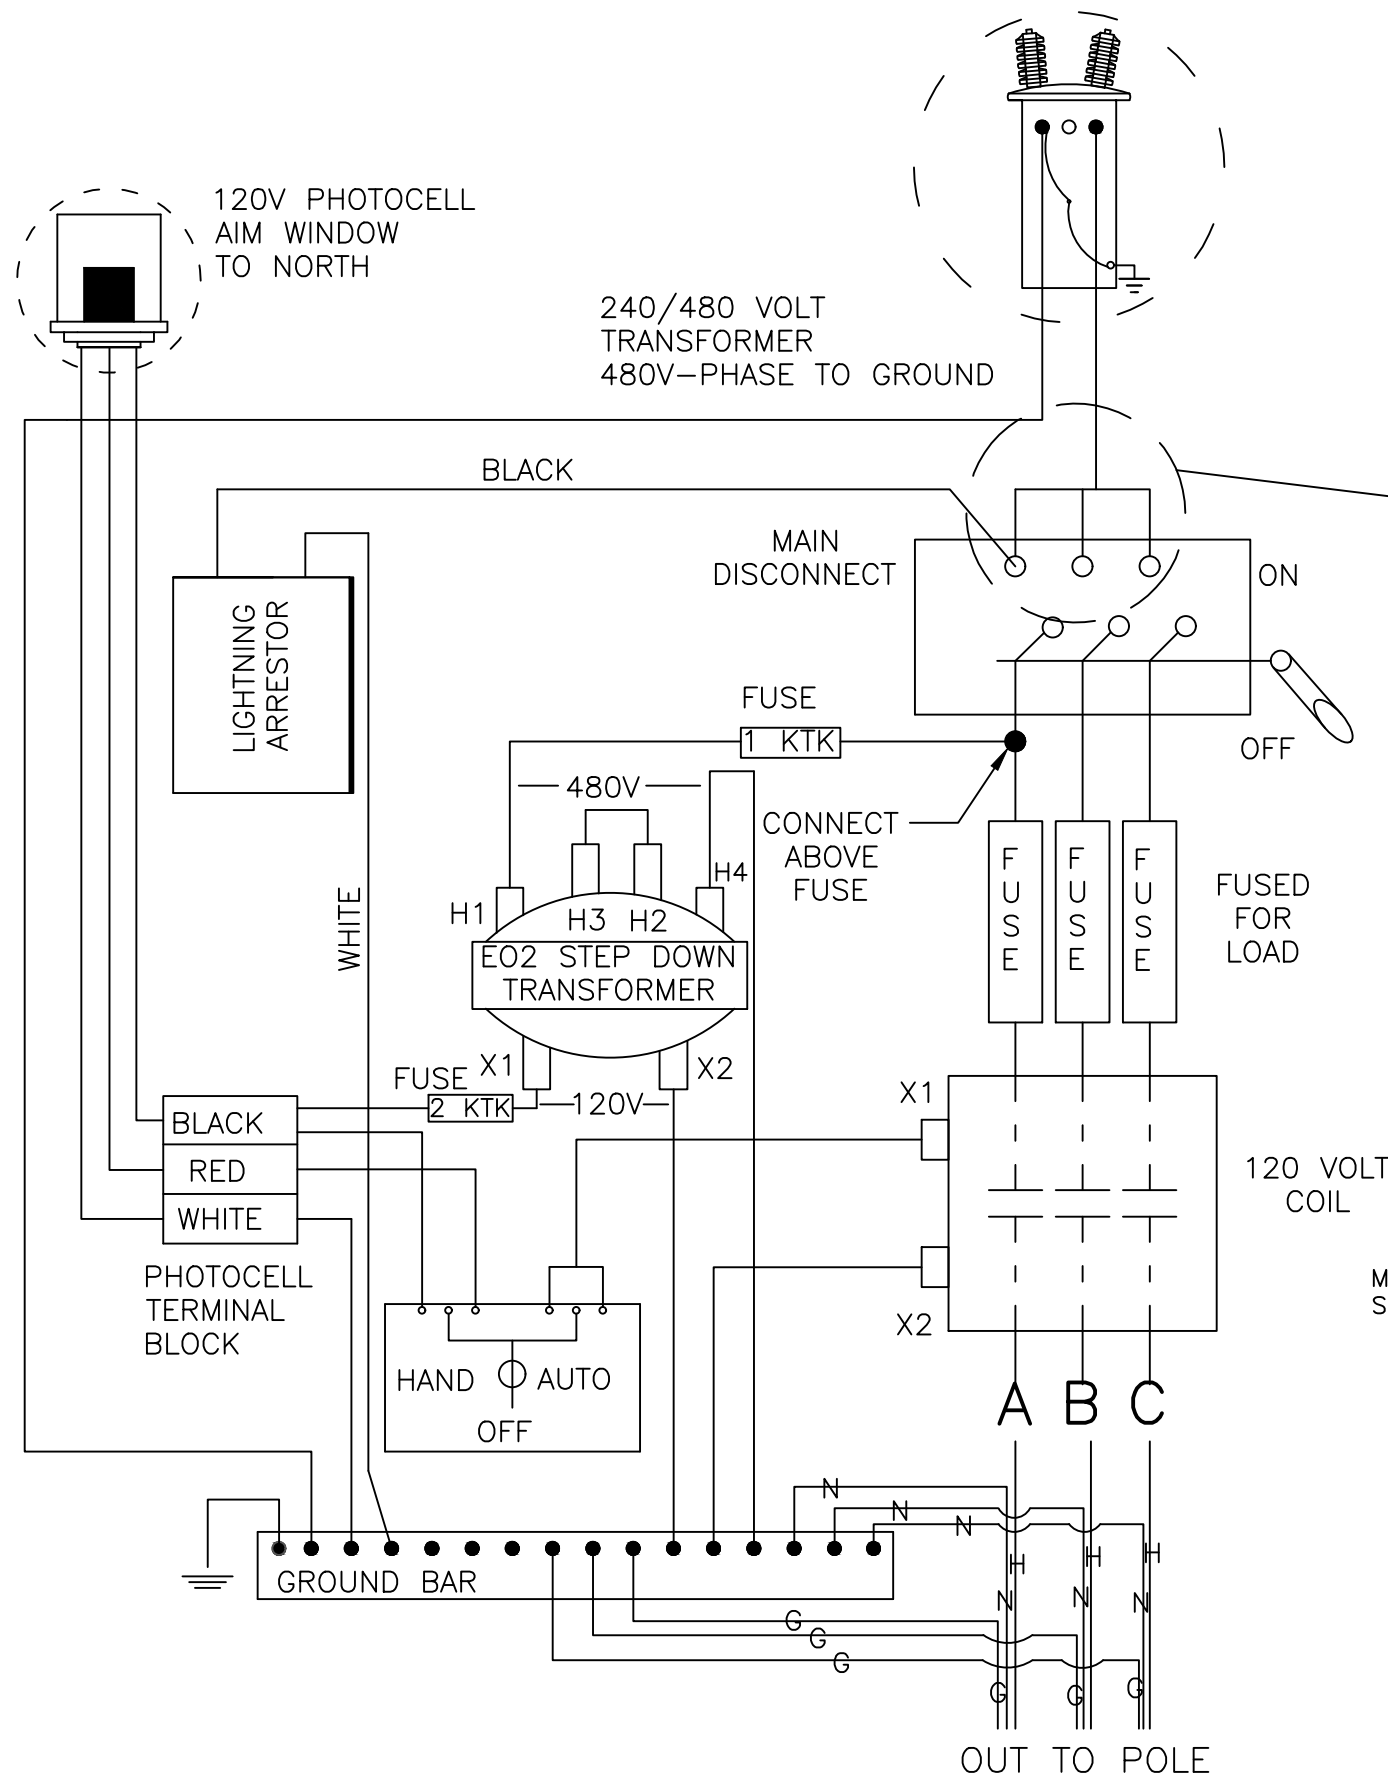 120V PHOTOCELL
AIM WINDOW
TO NORTH
240/480 VOLT
TRANSFORMER
480V-PHASE TO GROUND
BLACK
MAIN
DISCONNECT
ON
OFF
LIGHTNING
ARRESTOR
FUSE
1 KTK
480V
CONNECT
ABOVE
FUSE
FUSE
FUSE
FUSE
FUSED
FOR
LOAD
WHITE
H1
H3
H2
H4
EO2 STEP DOWN
TRANSFORMER
X1
X2
FUSE
2 KTK
120V
BLACK
RED
WHITE
PHOTOCELL
TERMINAL
BLOCK
X1
X2
120 VOLT
COIL
M
S
HAND
AUTO
OFF
A B C
N
N
N
H
H
H
N
N
N
GROUND BAR
G
G
G
G
G
G
OUT TO POLE